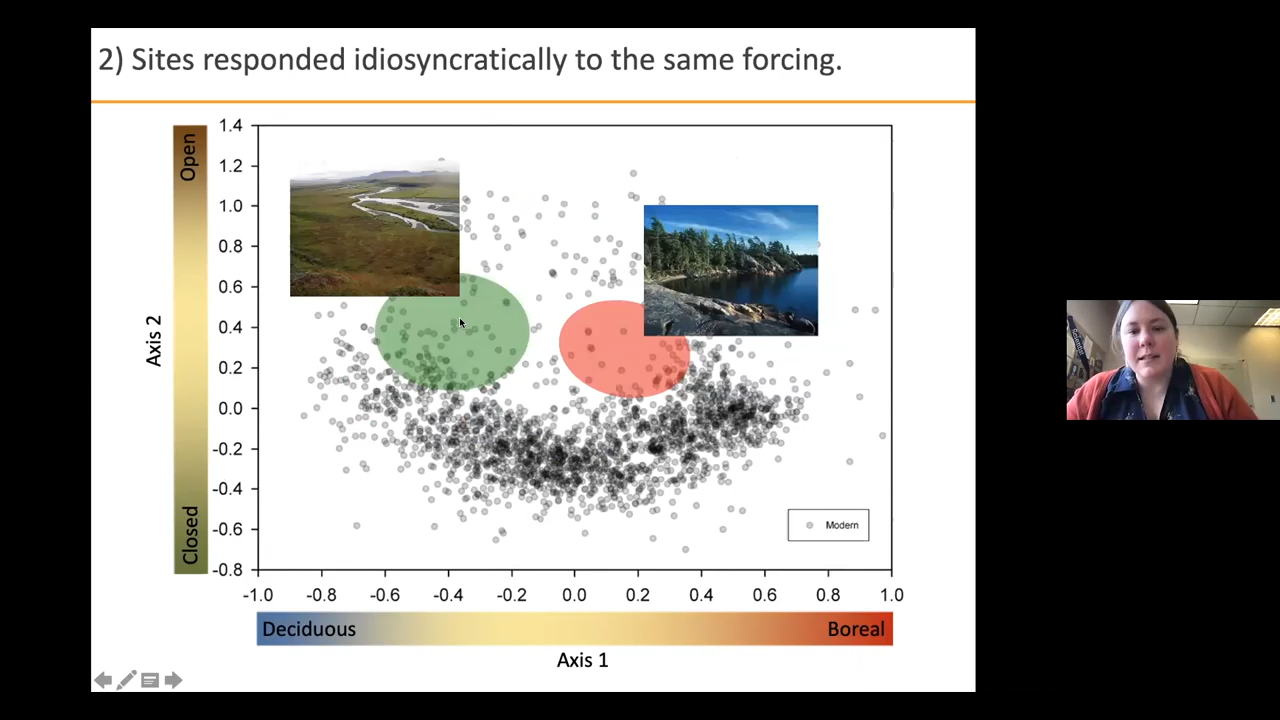 2) Sites responded idiosyncratically to the same forcing.
Open
Closed
Axis 2
1.4
1.2
1.0
0.8
0.6
0.4
0.2
0.0
-0.2
-0.4
-0.6
-0.8
Modern
-1.0 -0.8 -0.6 -0.4 -0.2 0.0 0.2 0.4 0.6 0.8 1.0
Deciduous Boreal
Axis 1